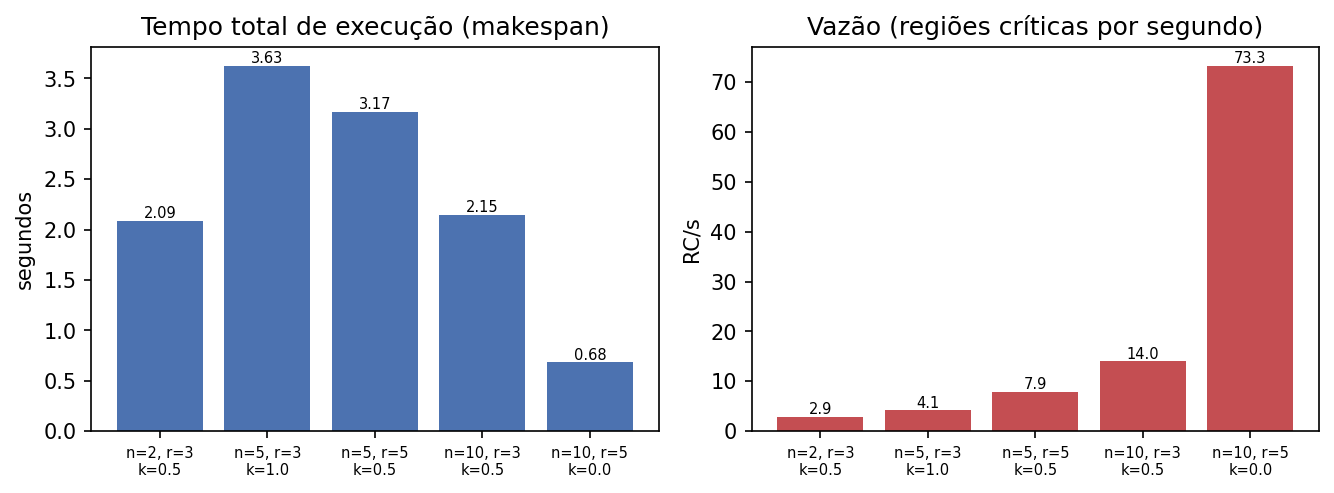 Tempo total de execução (makespan)
segundos
3.5
3.0
2.5
2.0
1.5
1.0
0.5
0.0
2.09
3.63
3.17
2.15
0.68
n=2, r=3
k=0.5
n=5, r=3
k=1.0
n=5, r=5
k=0.5
n=10, r=3
k=0.5
n=10, r=5
k=0.0
Vazão (regiões críticas por segundo)
RC/s
70
60
50
40
30
20
10
0
2.9
4.1
7.9
14.0
73.3
n=2, r=3
k=0.5
n=5, r=3
k=1.0
n=5, r=5
k=0.5
n=10, r=3
k=0.5
n=10, r=5
k=0.0